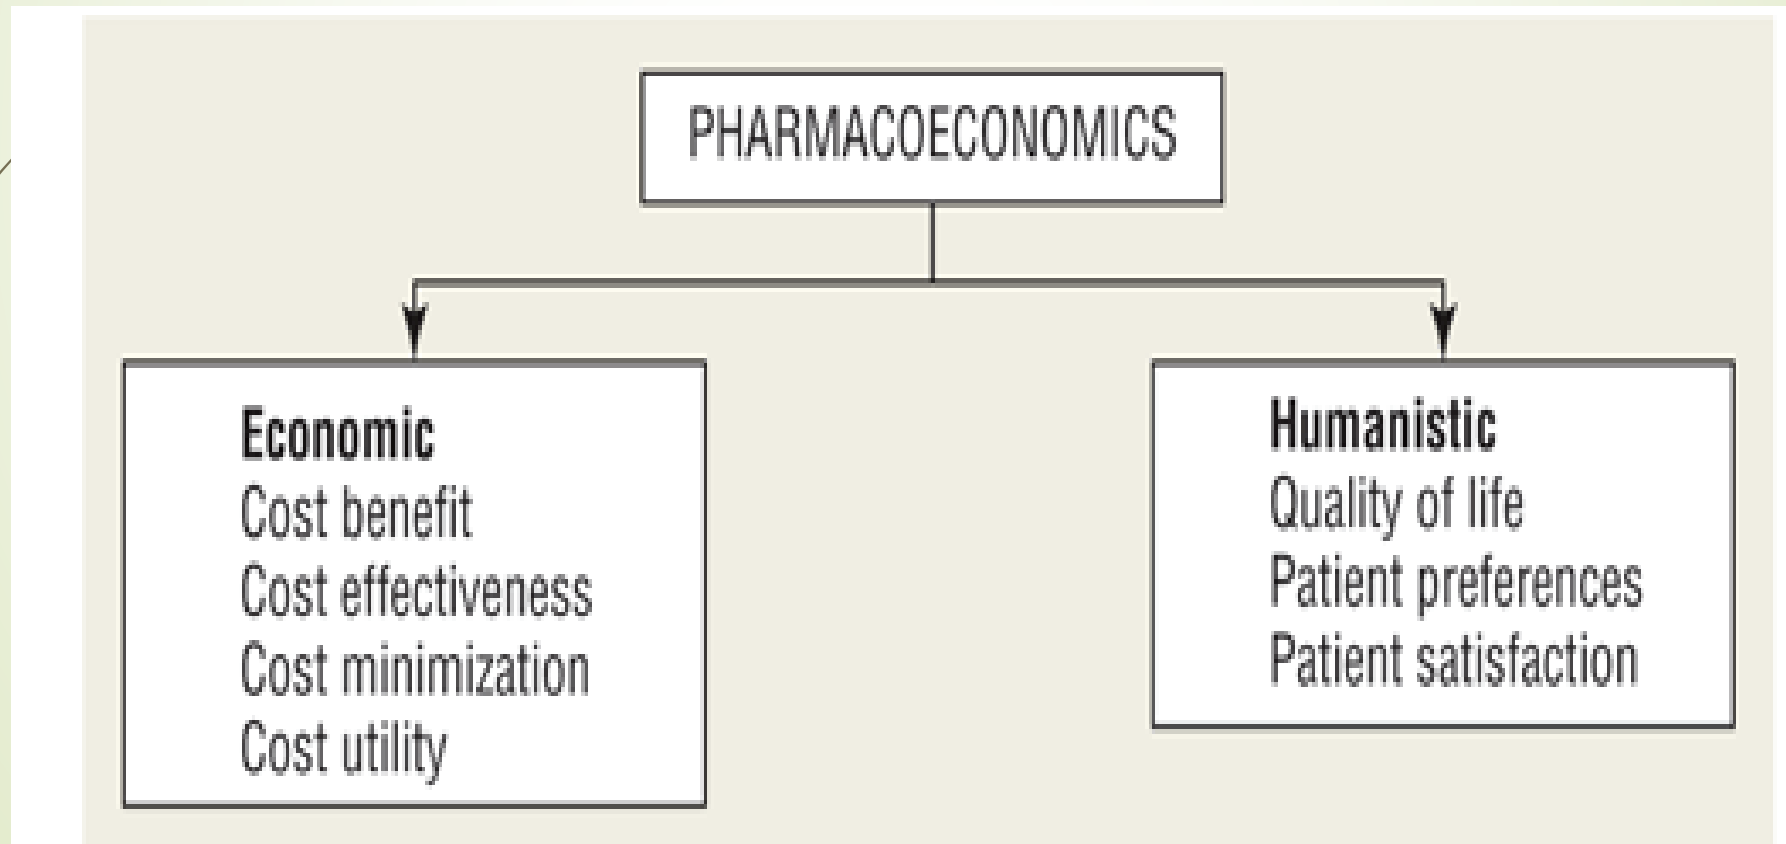 PHARMACOECONOMICS
Economic
Cost benefit
Cost effectiveness
Cost minimization
Cost utility
Humanistic
Quality of life
Patient preferences
Patient satisfaction